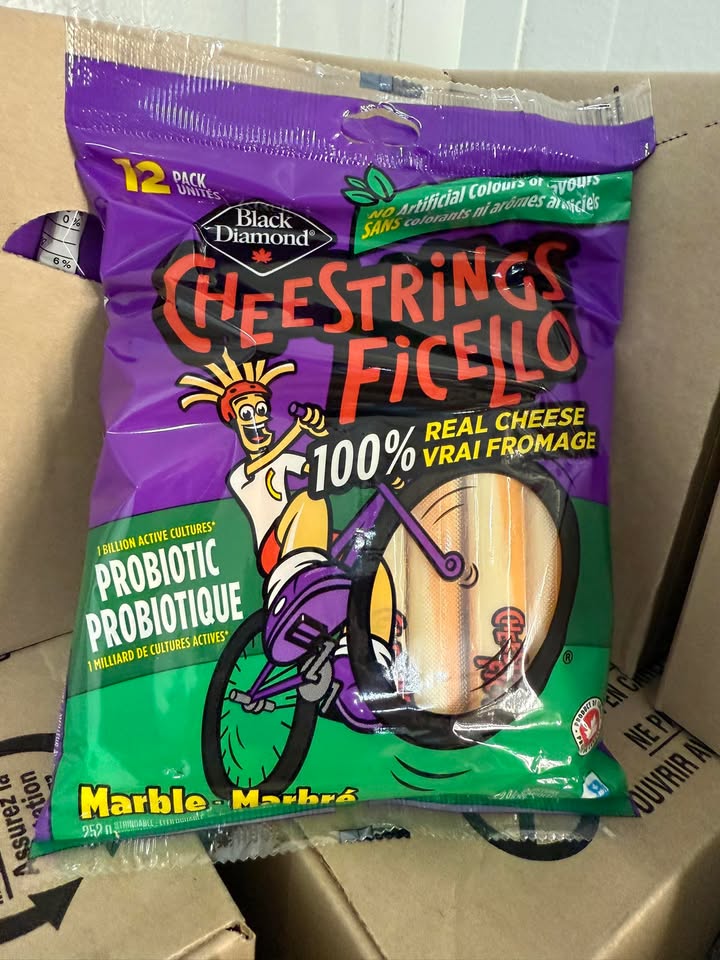 12 PACK
UNITÉS
NO Artificial Colours or
SANS colorants ni arômes
Black
Diamond®
CHEESTRINGS
FICELLO
100% REAL CHEESE
VRAI FROMAGE
1 BILLION ACTIVE CULTURES*
PROBIOTIC
PROBIOTIQUE
1 MILLIARD DE CULTURES ACTIVES*
®
Marble - Marbré
252 g
0%
6%
Assurez la
EN
NE
OUVRIR